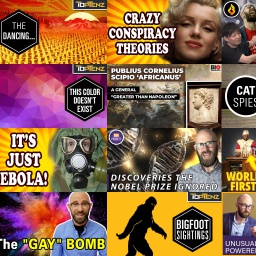 THE
DANCING...
TOPTENZ
CRAZY
CONSPIRACY
THEORIES
TOPTENZ
THIS COLOR
DOESN'T
EXIST
PUBLIUS CORNELIUS
SCIPIO 'AFRICANUS'
A GENERAL
"GREATER THAN NAPOLEON"
BIO
CAT
SPIES
IT'S
JUST
EBOLA!
DISCOVERIES THE
NOBEL PRIZE IGNORED
WORLD
FIRST
The "GAY" BOMB
TOPTENZ
BIGFOOT
SIGHTINGS
UNUSUAL
POWERE